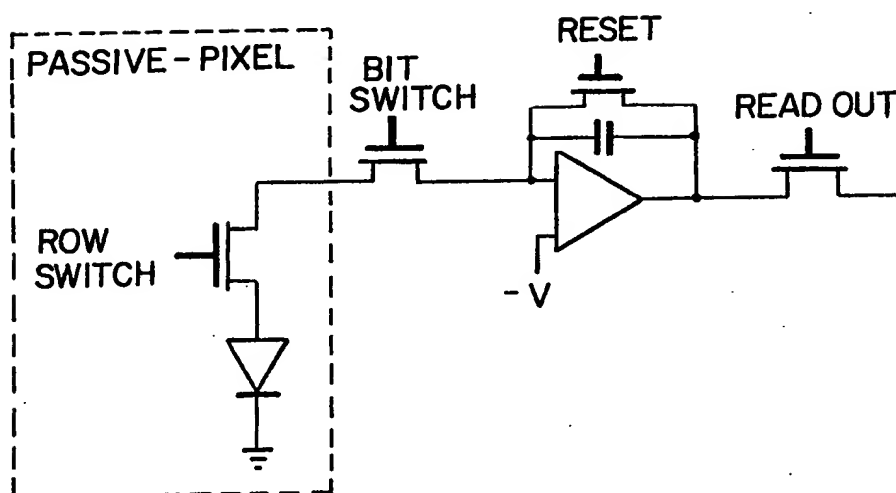 PASSIVE-PIXEL
BIT
SWITCH
RESET
READ OUT
ROW
SWITCH
-V